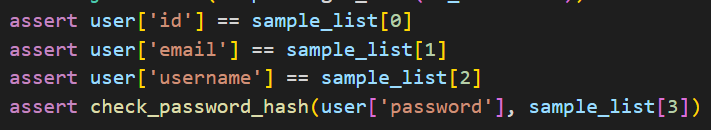 assert user['id'] == sample_list[0]
assert user['email'] == sample_list[1]
assert user['username'] == sample_list[2]
assert check_password_hash(user['password'], sample_list[3])